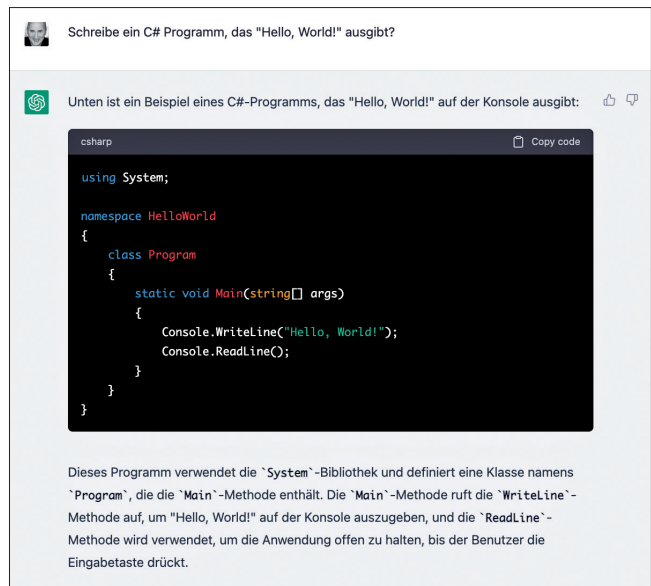 Schreibe ein C# Programm, das "Hello, World!" ausgibt?
Unten ist ein Beispiel eines C#-Programms, das "Hello, World!" auf der Konsole ausgibt:
csharp
Copy code
using System;
namespace HelloWorld
{
    class Program
    {
        static void Main(string[] args)
        {
            Console.WriteLine("Hello, World!");
            Console.ReadLine();
        }
    }
}
Dieses Programm verwendet die `System`-Bibliothek und definiert eine Klasse namens
`Program`, die die `Main`-Methode enthält. Die `Main`-Methode ruft die `WriteLine`-
Methode auf, um "Hello, World!" auf der Konsole auszugeben, und die `ReadLine`-
Methode wird verwendet, um die Anwendung offen zu halten, bis der Benutzer die
Eingabetaste drückt.